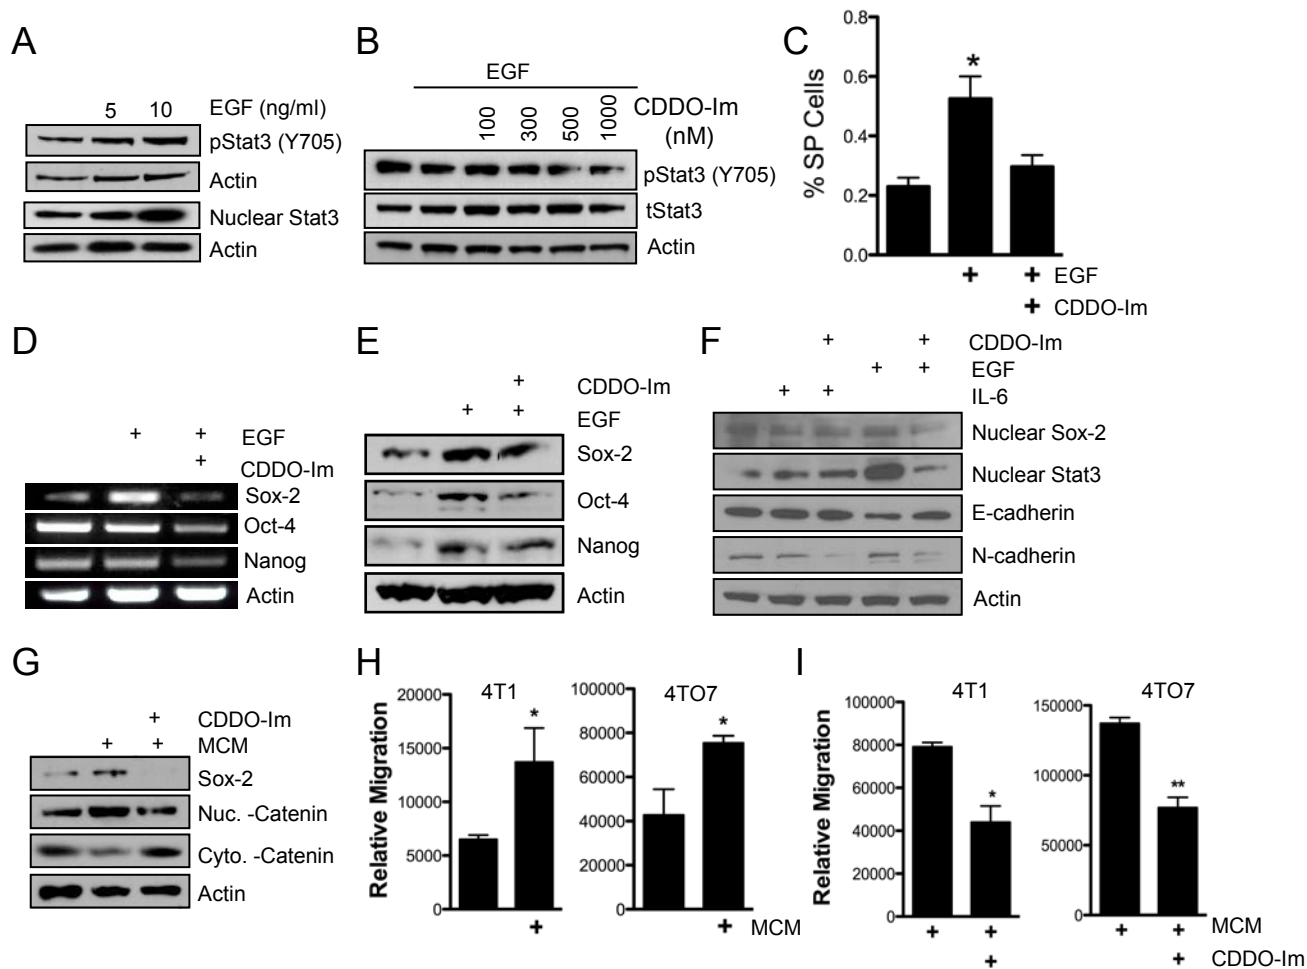 A
5 10 EGF (ng/ml)
pStat3 (Y705)
Actin
Nuclear Stat3
Actin
B
EGF
100 300 500 1000 CDDO-Im
(nM)
pStat3 (Y705)
tStat3
Actin
C
% SP Cells
0.8
0.6
0.4
0.2
0.0
*
+ + EGF
+ CDDO-Im
D
+ + EGF
+ CDDO-Im
Sox-2
Oct-4
Nanog
Actin
E
+ CDDO-Im
+ + EGF
Sox-2
Oct-4
Nanog
Actin
F
+ + CDDO-Im
+ + EGF
+ + IL-6
Nuclear Sox-2
Nuclear Stat3
E-cadherin
N-cadherin
Actin
G
+ CDDO-Im
+ + MCM
Sox-2
Nuc. -Catenin
Cyto. -Catenin
Actin
H
Relative Migration
4T1
20000
15000
10000
5000
0
*
+
4TO7
100000
80000
60000
40000
20000
0
*
+ MCM
I
Relative Migration
4T1
100000
80000
60000
40000
20000
0
*
+ +
+
4TO7
150000
100000
50000
0
**
+ + MCM
+ CDDO-Im